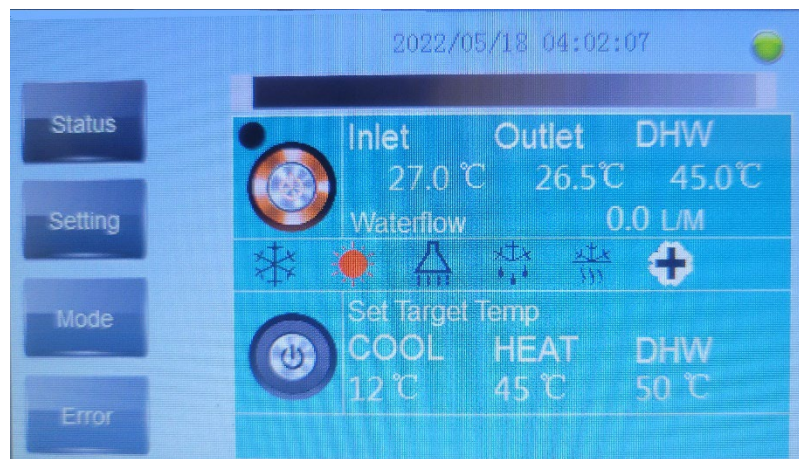 2022/05/18 04:02:07
Status
Inlet Outlet DHW
27.0 ℃ 26.5℃ 45.0℃
Setting
Waterflow 0.0 L/M
Mode
Set Target Temp
COOL HEAT DHW
12 ℃ 45 ℃ 50 ℃
Error